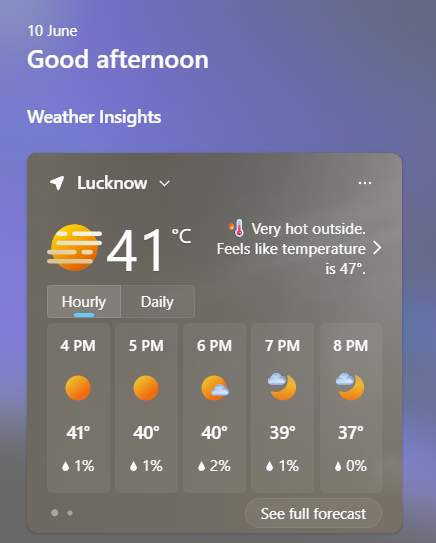 10 June
Good afternoon
Weather Insights
Lucknow
41 °C
Very hot outside.
Feels like temperature
is 47°.
Hourly Daily
4 PM 5 PM 6 PM 7 PM 8 PM
41° 40° 40° 39° 37°
1% 1% 2% 1% 0%
See full forecast